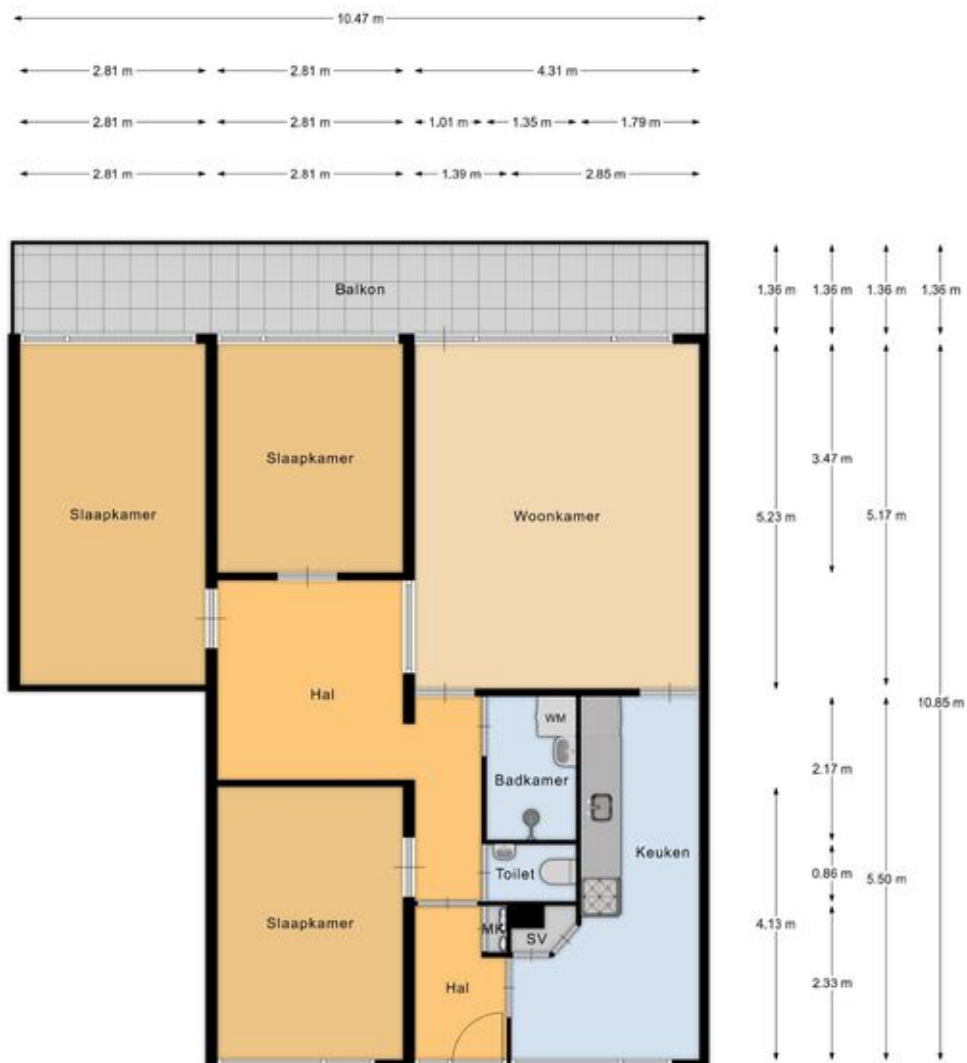 10.47 m
2.81 m 2.81 m 4.31 m
2.81 m 2.81 m 1.01 m 1.35 m 1.79 m
2.81 m 2.81 m 1.39 m 2.85 m
Balkon
1.36 m 1.36 m 1.36 m 1.36 m
Slaapkamer
3.47 m
Slaapkamer
Woonkamer
5.23 m
5.17 m
Hal
10.85 m
WM
Badkamer
2.17 m
Keuken
Toilet
0.86 m
5.50 m
Slaapkamer
MK
SV
4.13 m
Hal
2.33 m